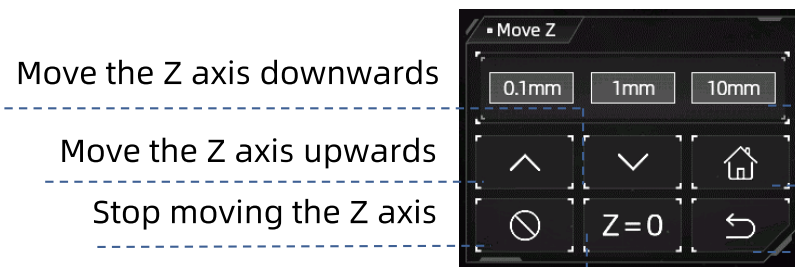 Move Z
Move the Z axis downwards
0.1mm 1mm 10mm
Move the Z axis upwards
Stop moving the Z axis
Z=0